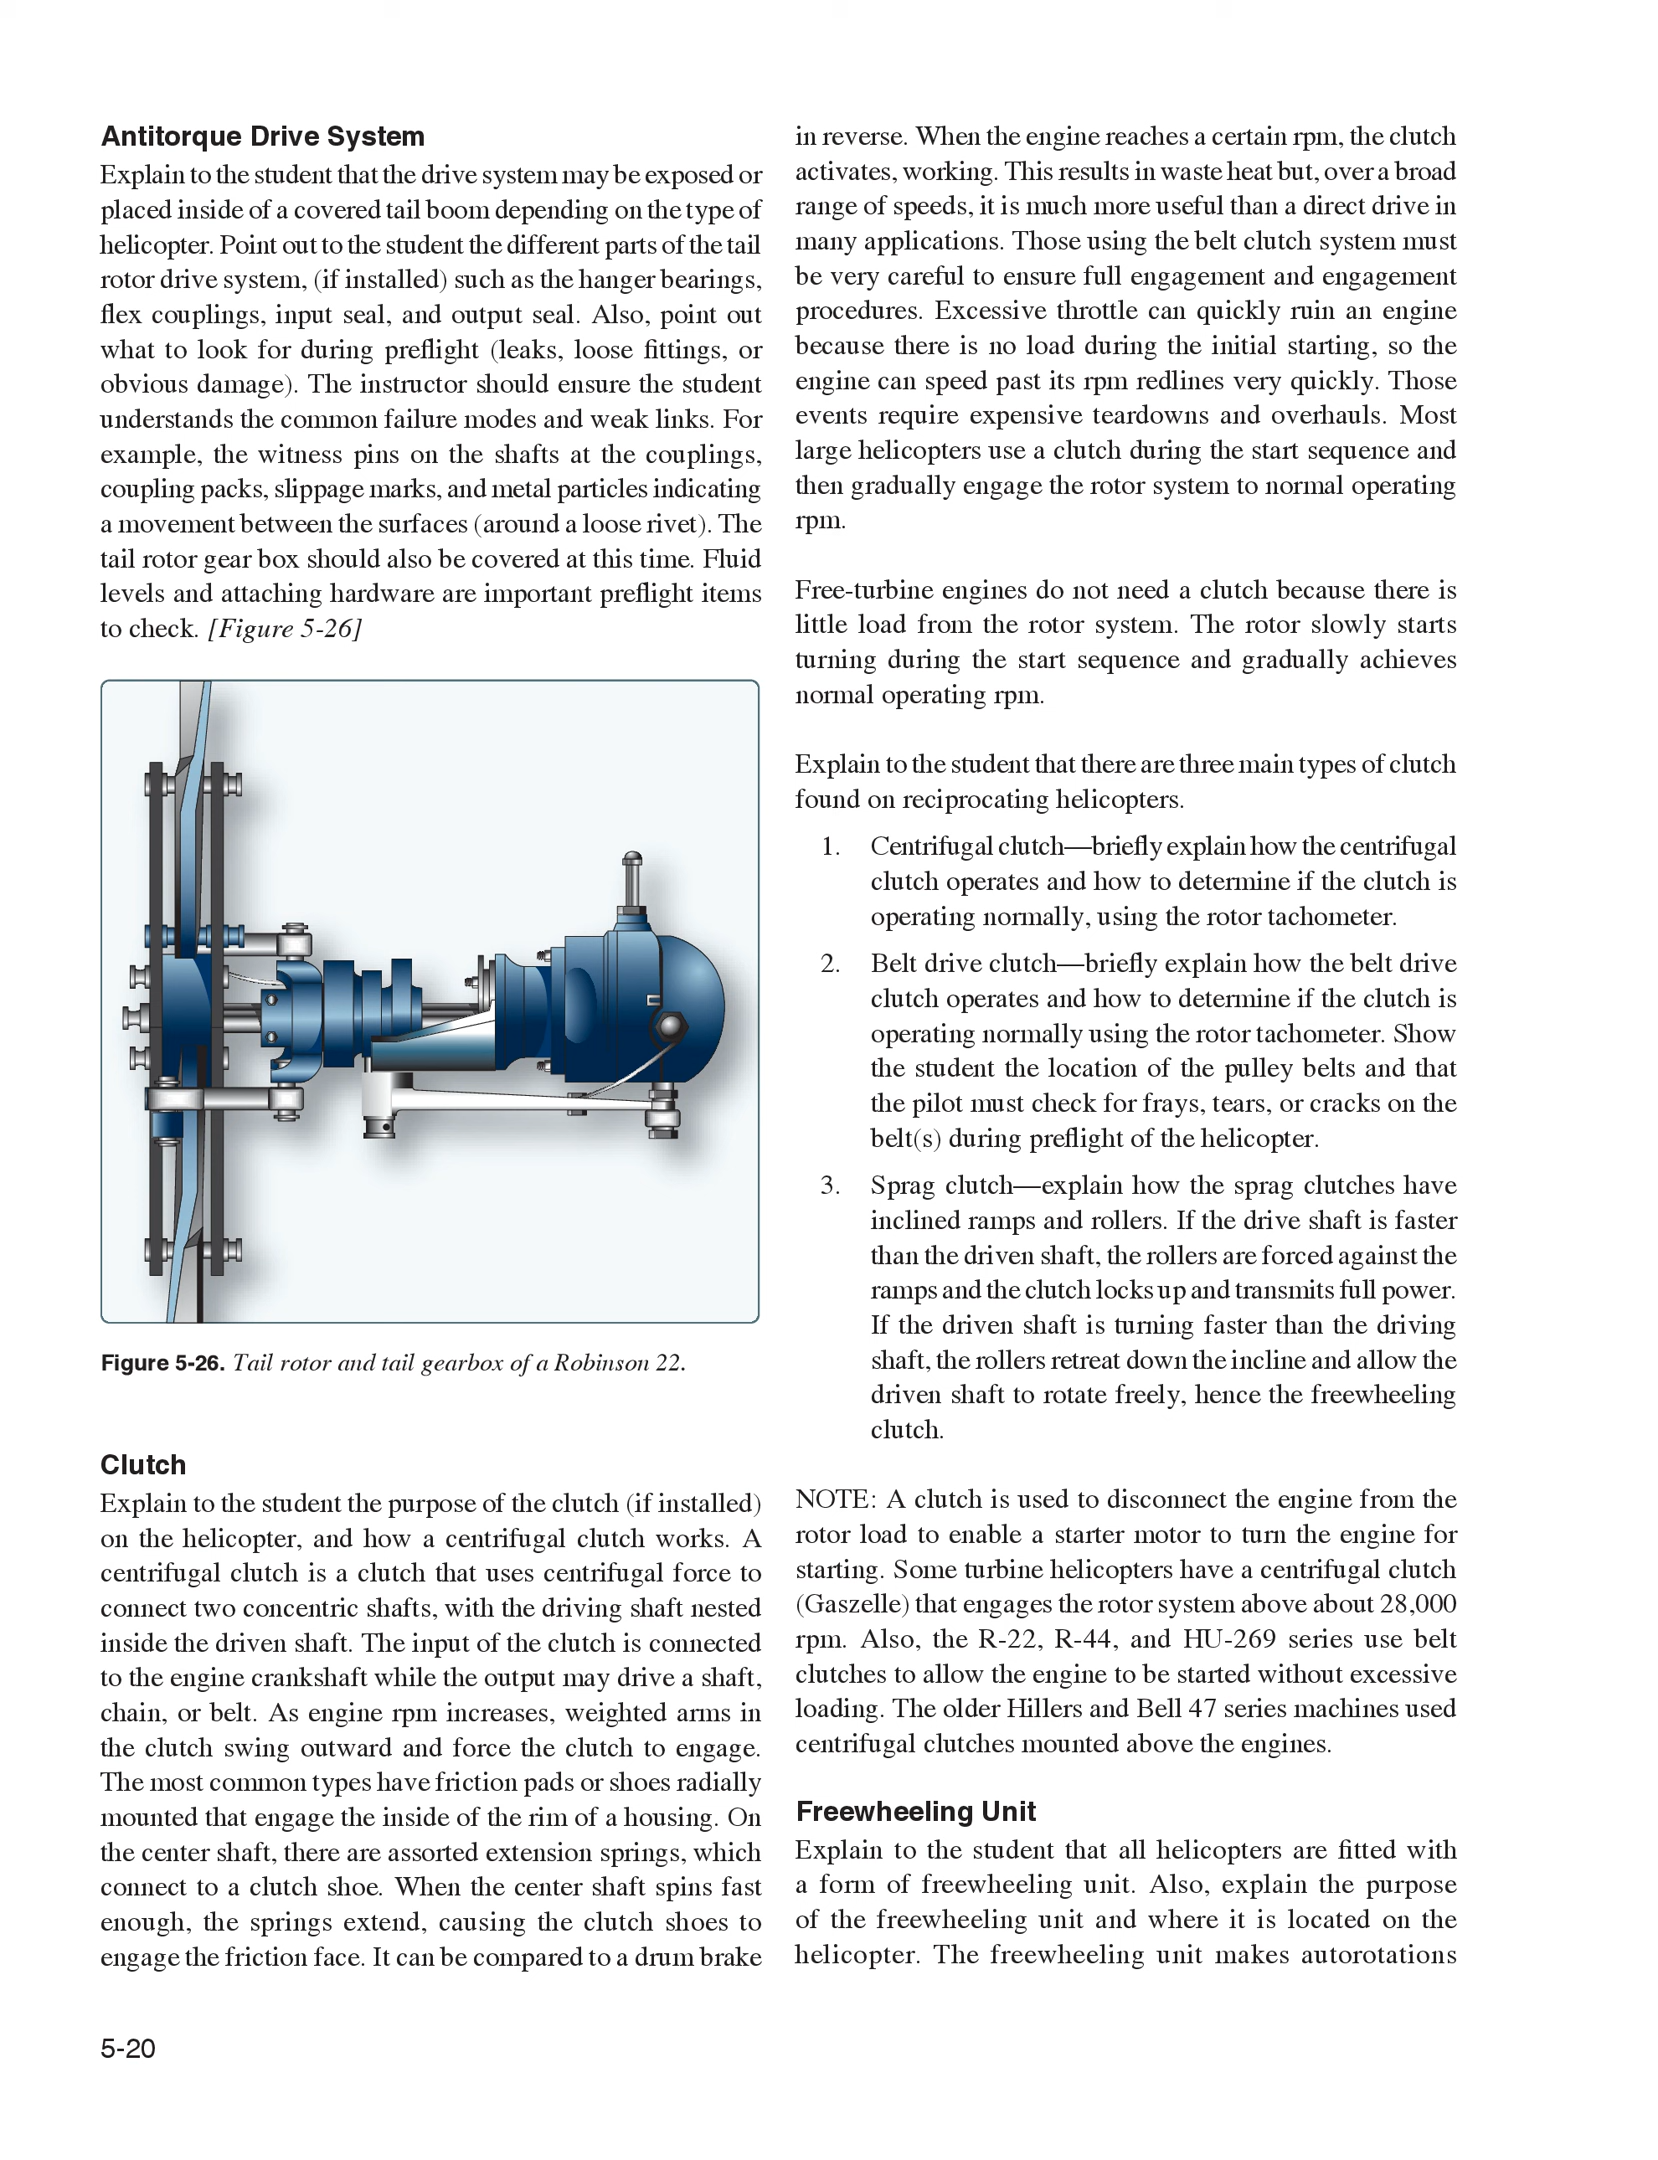 Antitorque Drive System
Explain to the student that the drive system may be exposed or
placed inside of a covered tail boom depending on the type of
helicopter. Point out to the student the different parts of the tail
rotor drive system, (if installed) such as the hanger bearings,
flex couplings, input seal, and output seal. Also, point out
what to look for during preflight (leaks, loose fittings, or
obvious damage). The instructor should ensure the student
understands the common failure modes and weak links. For
example, the witness pins on the shafts at the couplings,
coupling packs, slippage marks, and metal particles indicating
a movement between the surfaces (around a loose rivet). The
tail rotor gear box should also be covered at this time. Fluid
levels and attaching hardware are important preflight items
to check. [Figure 5-26]
Figure 5-26. Tail rotor and tail gearbox of a Robinson 22.
Clutch
Explain to the student the purpose of the clutch (if installed)
on the helicopter, and how a centrifugal clutch works. A
centrifugal clutch is a clutch that uses centrifugal force to
connect two concentric shafts, with the driving shaft nested
inside the driven shaft. The input of the clutch is connected
to the engine crankshaft while the output may drive a shaft,
chain, or belt. As engine rpm increases, weighted arms in
the clutch swing outward and force the clutch to engage.
The most common types have friction pads or shoes radially
mounted that engage the inside of the rim of a housing. On
the center shaft, there are assorted extension springs, which
connect to a clutch shoe. When the center shaft spins fast
enough, the springs extend, causing the clutch shoes to
engage the friction face. It can be compared to a drum brake
in reverse. When the engine reaches a certain rpm, the clutch
activates, working. This results in waste heat but, over a broad
range of speeds, it is much more useful than a direct drive in
many applications. Those using the belt clutch system must
be very careful to ensure full engagement and engagement
procedures. Excessive throttle can quickly ruin an engine
because there is no load during the initial starting, so the
engine can speed past its rpm redlines very quickly. Those
events require expensive teardowns and overhauls. Most
large helicopters use a clutch during the start sequence and
then gradually engage the rotor system to normal operating
rpm.
Free-turbine engines do not need a clutch because there is
little load from the rotor system. The rotor slowly starts
turning during the start sequence and gradually achieves
normal operating rpm.
Explain to the student that there are three main types of clutch
found on reciprocating helicopters.
1. Centrifugal clutch—briefly explain how the centrifugal
clutch operates and how to determine if the clutch is
operating normally, using the rotor tachometer.
2. Belt drive clutch—briefly explain how the belt drive
clutch operates and how to determine if the clutch is
operating normally using the rotor tachometer. Show
the student the location of the pulley belts and that
the pilot must check for frays, tears, or cracks on the
belt(s) during preflight of the helicopter.
3. Sprag clutch—explain how the sprag clutches have
inclined ramps and rollers. If the drive shaft is faster
than the driven shaft, the rollers are forced against the
ramps and the clutch locks up and transmits full power.
If the driven shaft is turning faster than the driving
shaft, the rollers retreat down the incline and allow the
driven shaft to rotate freely, hence the freewheeling
clutch.
NOTE: A clutch is used to disconnect the engine from the
rotor load to enable a starter motor to turn the engine for
starting. Some turbine helicopters have a centrifugal clutch
(Gaszelle) that engages the rotor system above about 28,000
rpm. Also, the R-22, R-44, and HU-269 series use belt
clutches to allow the engine to be started without excessive
loading. The older Hillers and Bell 47 series machines used
centrifugal clutches mounted above the engines.
Freewheeling Unit
Explain to the student that all helicopters are fitted with
a form of freewheeling unit. Also, explain the purpose
of the freewheeling unit and where it is located on the
helicopter. The freewheeling unit makes autorotations
5-20